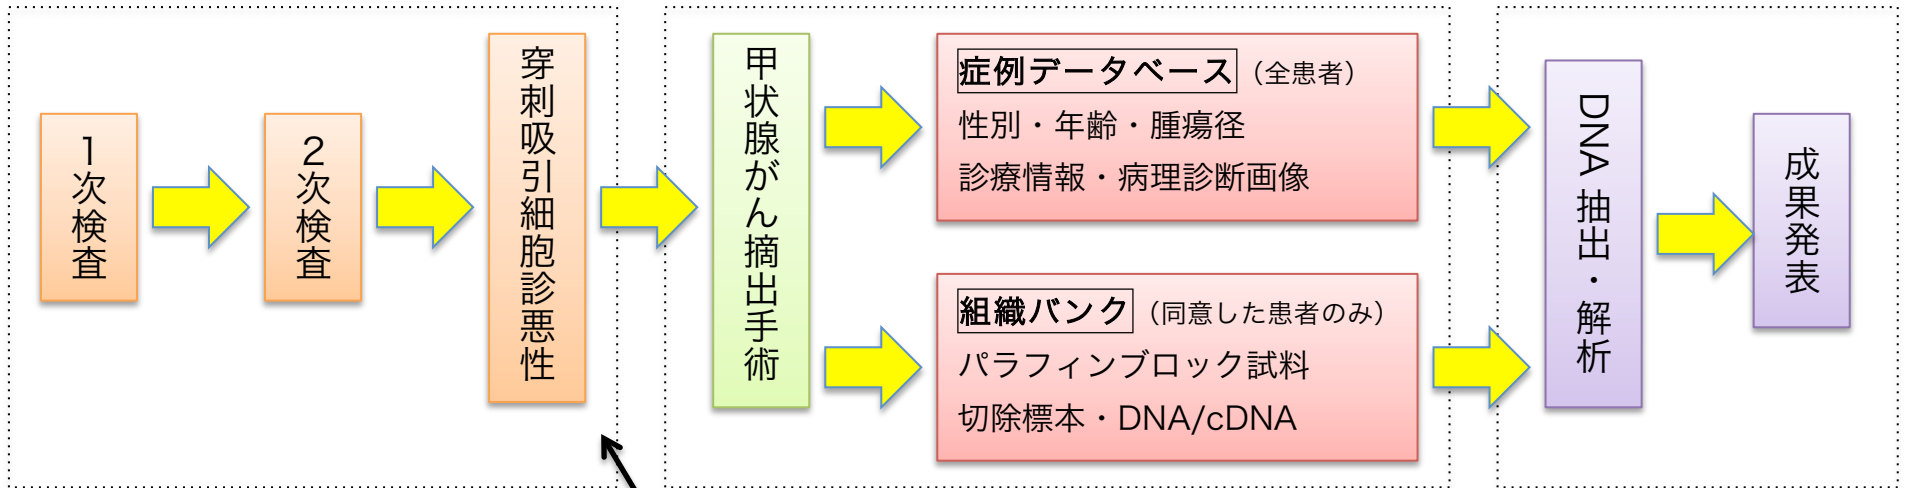 1次検査
2次検査
穿刺吸引細胞診悪性
甲状腺がん摘出手術
症例データベース（全患者）
性別・年齢・腫瘍径
診療情報・病理診断画像
組織バンク（同意した患者のみ）
パラフィンブロック試料
切除標本・DNA/cDNA
DNA 抽出・解析
成果発表